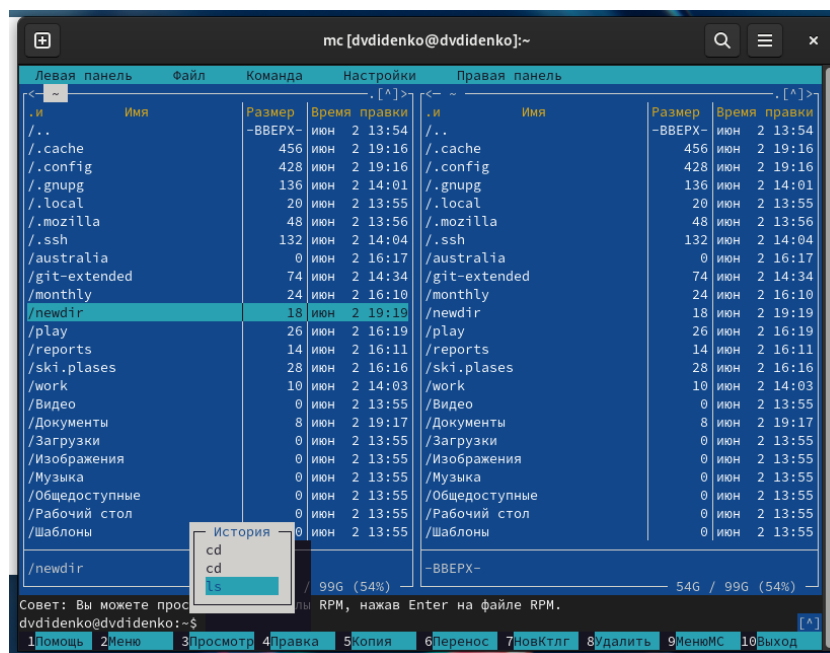 mc [dvdidenko@dvdidenko]:~
Левая панель Файл Команда Настройки Правая панель
<— ~ .[^]> <— ~ .[^]>
.и Имя Размер Время правки .и Имя Размер Время правки
/.. -ВВЕРХ- июн 2 13:54 /.. -ВВЕРХ- июн 2 13:54
/.cache 456 июн 2 19:16 /.cache 456 июн 2 19:16
/.config 428 июн 2 19:16 /.config 428 июн 2 19:16
/.gnupg 136 июн 2 14:01 /.gnupg 136 июн 2 14:01
/.local 20 июн 2 13:55 /.local 20 июн 2 13:55
/.mozilla 48 июн 2 13:56 /.mozilla 48 июн 2 13:56
/.ssh 132 июн 2 14:04 /.ssh 132 июн 2 14:04
/australia 0 июн 2 16:17 /australia 0 июн 2 16:17
/git-extended 74 июн 2 14:34 /git-extended 74 июн 2 14:34
/monthly 24 июн 2 16:10 /monthly 24 июн 2 16:10
/newdir 18 июн 2 19:19 /newdir 18 июн 2 19:19
/play 26 июн 2 16:19 /play 26 июн 2 16:19
/reports 14 июн 2 16:11 /reports 14 июн 2 16:11
/ski.plases 28 июн 2 16:16 /ski.plases 28 июн 2 16:16
/work 10 июн 2 14:03 /work 10 июн 2 14:03
/Видео 0 июн 2 13:55 /Видео 0 июн 2 13:55
/Документы 8 июн 2 19:17 /Документы 8 июн 2 19:17
/Загрузки 0 июн 2 13:55 /Загрузки 0 июн 2 13:55
/Изображения 0 июн 2 13:55 /Изображения 0 июн 2 13:55
/Музыка 0 июн 2 13:55 /Музыка 0 июн 2 13:55
/Общедоступные 0 июн 2 13:55 /Общедоступные 0 июн 2 13:55
/Рабочий стол 0 июн 2 13:55 /Рабочий стол 0 июн 2 13:55
/Шаблоны 0 июн 2 13:55 /Шаблоны 0 июн 2 13:55
История
cd
cd
ls
/newdir -ВВЕРХ-
/ 99G (54%) 54G / 99G (54%)
Совет: Вы можете прос лы RPM, нажав Enter на файле RPM.
dvdidenko@dvdidenko:~$ [^]
1Помощь 2Меню 3Просмотр 4Правка 5Копия 6Перенос 7НовКтлг 8Удалить 9МенюMC 10Выход